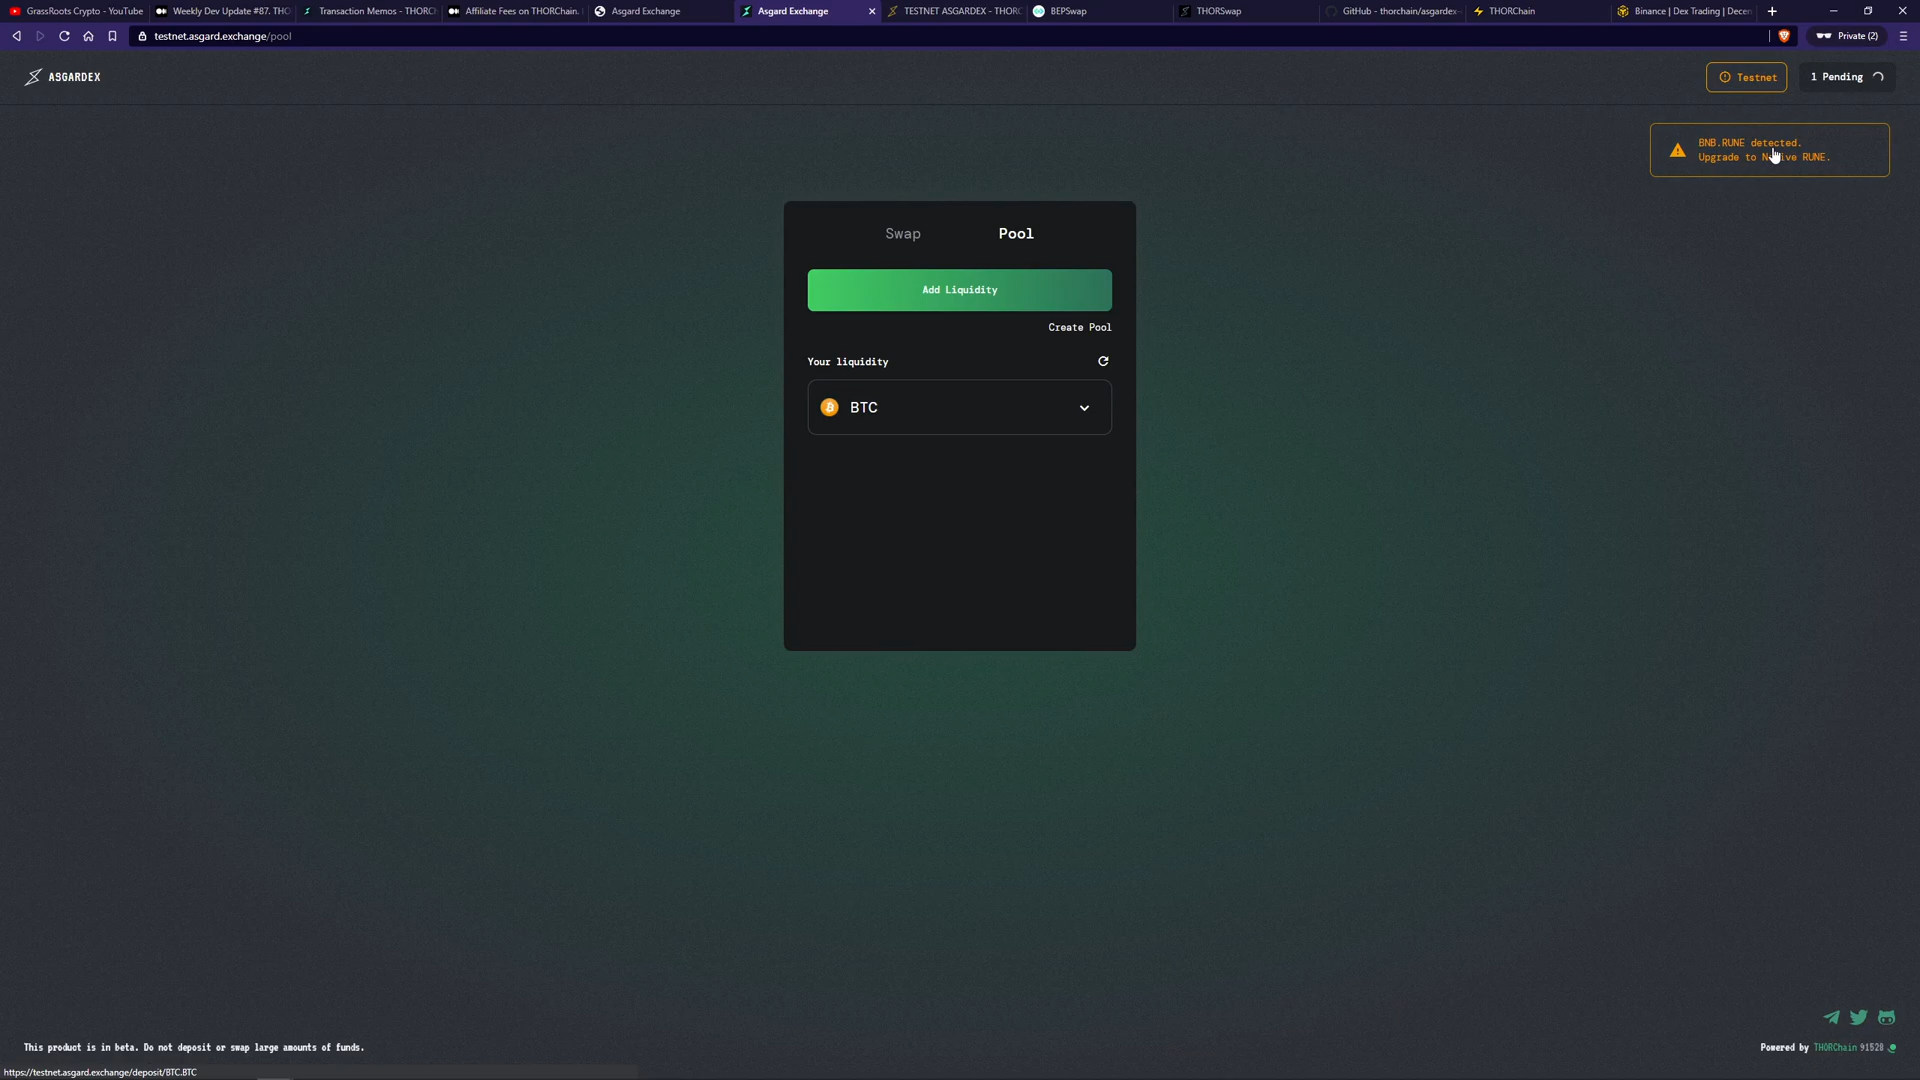 GrassRoots Crypto - YouTube
Weekly Dev Update #87. THO
Transaction Memos - THORCH
Affiliate Fees on THORChain.
Asgard Exchange
Asgard Exchange
TESTNET ASGARDEX - THORC
BEPSwap
THORSwap
GitHub - thorchain/asgardex-
THORChain
Binance | Dex Trading | Decen
testnet.asgard.exchange/pool
Private (2)
ASGARDEX
Testnet
1 Pending
BNB.RUNE detected.
Upgrade to Native RUNE.
Swap
Pool
Add Liquidity
Create Pool
Your liquidity
BTC
This product is in beta. Do not deposit or swap large amounts of funds.
Powered by THORChain 91528
https://testnet.asgard.exchange/deposit/BTC.BTC